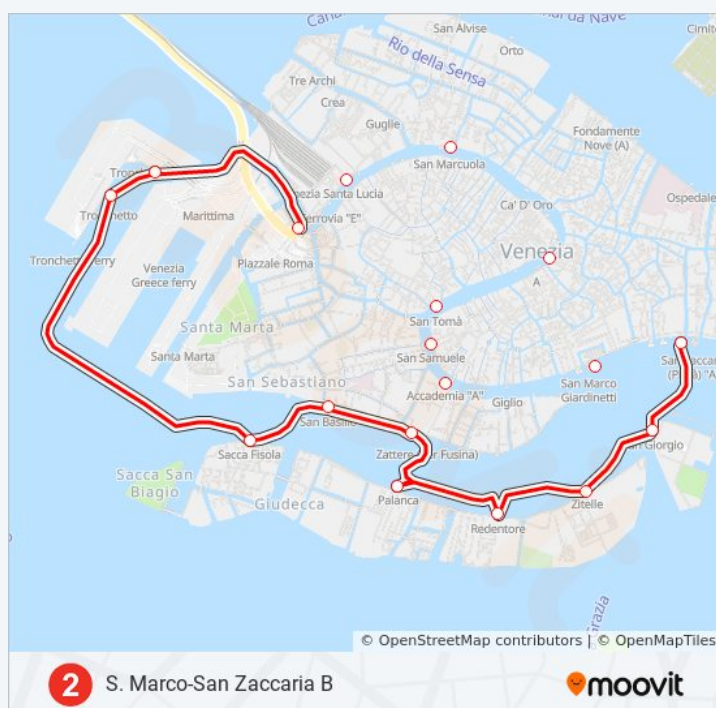 San Alvise
Orto
Rio della Sensa
Tre Archi
Crea
Guglie
Fondamente
Nove (A)
San Marcuola
Ospedale
Ca' D' Oro
Marittima
Piazzale Roma
Venezia
A
Venezia
Greece ferry
San Tomà
Santa Marta
San Samuele
Santa Marta
San Marco
Giardinetti
San Sebastiano
Accademia "A"
Giglio
San Basilio
Sacca Fisola
Sacca San
Biagio
Giudecca
Palanca
Zitelle
Redentore
© OpenStreetMap contributors | © OpenMapTiles
2 S. Marco-San Zaccaria B
moovit